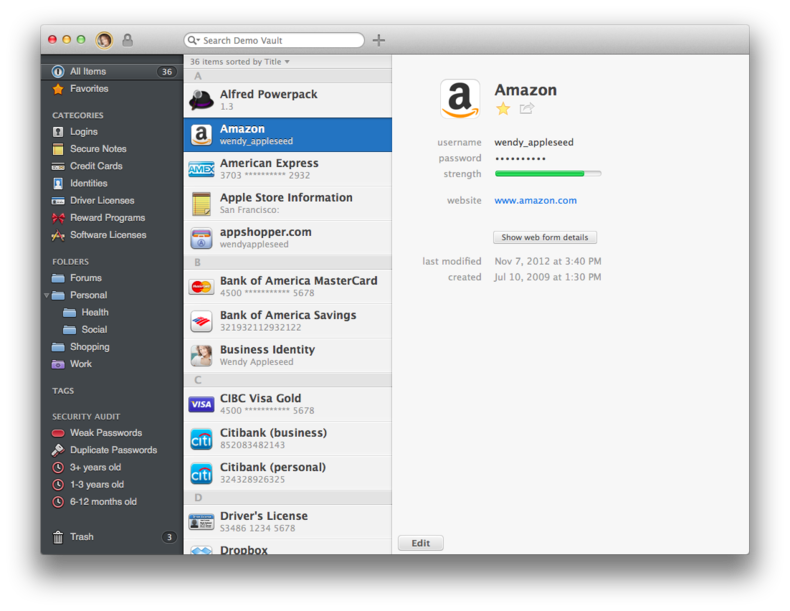 Search Demo Vault
All Items 36
Favorites
CATEGORIES
Logins
Secure Notes
Credit Cards
Identities
Driver Licenses
Reward Programs
Software Licenses
FOLDERS
Forums
Personal
Health
Social
Shopping
Work
TAGS
SECURITY AUDIT
Weak Passwords
Duplicate Passwords
3+ years old
1-3 years old
6-12 months old
Trash 3
36 items sorted by Title
A
Alfred Powerpack
1.3
a Amazon
wendy_appleseed
AMEX American Express
3703 ********** 2932
Apple Store Information
San Francisco:
appshopper.com
wendyappleseed
B
Bank of America MasterCard
4500 *********** 5678
Bank of America Savings
321932112932122
Business Identity
Wendy Appleseed
C
VISA CIBC Visa Gold
4500 *********** 5678
citi Citibank (business)
852083482143
citi Citibank (personal)
324328926325
D
Driver's License
S3486 1234 5678
Dropbox
a Amazon
username wendy_appleseed
password ••••••••••
strength
website www.amazon.com
Show web form details
last modified Nov 7, 2012 at 3:40 PM
created Jul 10, 2009 at 1:30 PM
Edit